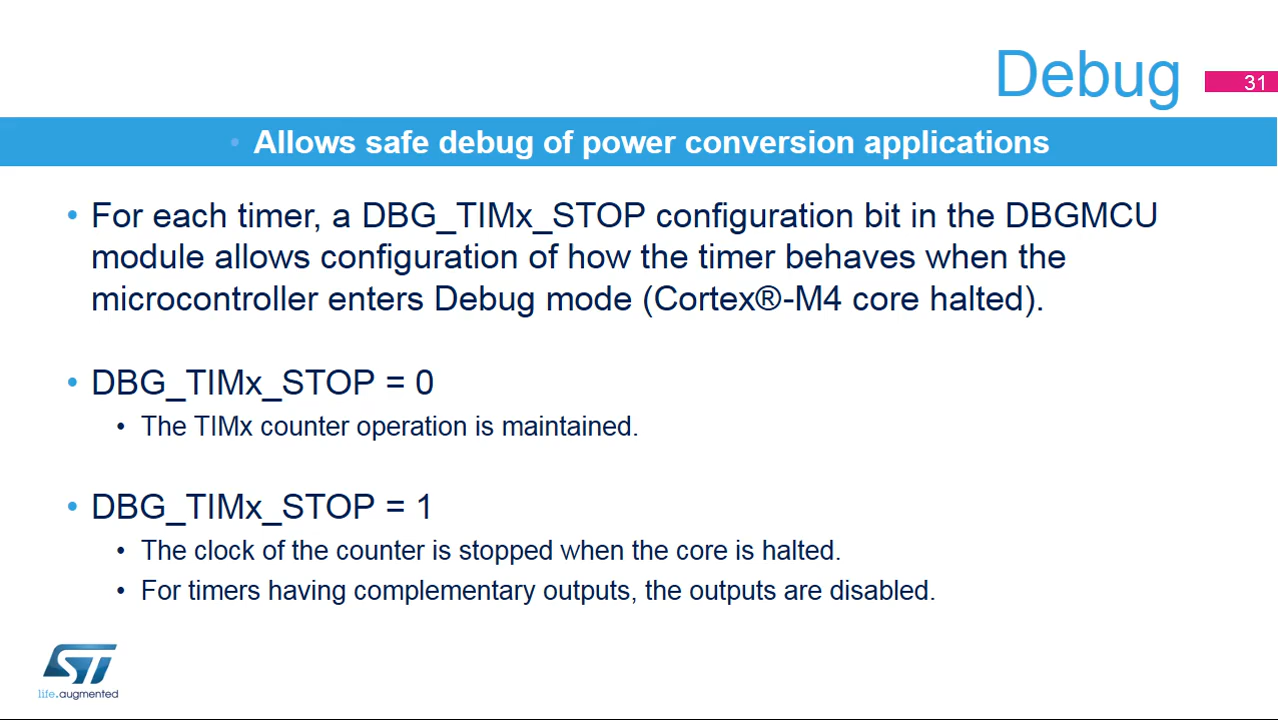 Debug
31
• Allows safe debug of power conversion applications
• For each timer, a DBG_TIMx_STOP configuration bit in the DBGMCU
module allows configuration of how the timer behaves when the
microcontroller enters Debug mode (Cortex®-M4 core halted).
• DBG_TIMx_STOP = 0
• The TIMx counter operation is maintained.
• DBG_TIMx_STOP = 1
• The clock of the counter is stopped when the core is halted.
• For timers having complementary outputs, the outputs are disabled.
ST
life.augmented